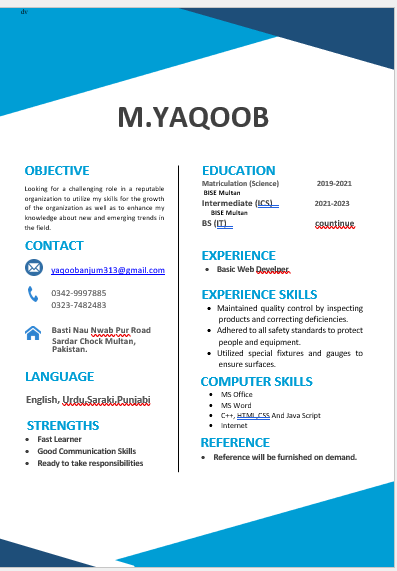 dv
M.YAQOOB
OBJECTIVE
Looking for a challenging role in a reputable
organization to utilize my skills for the growth
of the organization as well as to enhance my
knowledge about new and emerging trends in
the field.
CONTACT
yaqoobanjum313@gmail.com
0342-9997885
0323-7482483
Basti Nau Nwab Pur Road
Sardar Chock Multan,
Pakistan.
LANGUAGE
English, Urdu,Saraki,Punjabi
STRENGTHS
• Fast Learner
• Good Communication Skills
• Ready to take responsibilities
EDUCATION
Matriculation (Science) 2019-2021
BISE Multan
Intermediate (ICS) 2021-2023
BISE Multan
BS (IT) countinue
EXPERIENCE
• Basic Web Develper
EXPERIENCE SKILLS
• Maintained quality control by inspecting
products and correcting deficiencies.
• Adhered to all safety standards to protect
people and equipment.
• Utilized special fixtures and gauges to
ensure surfaces.
COMPUTER SKILLS
• MS Office
• MS Word
• C++, HTML,CSS And Java Script
• Internet
REFERENCE
• Reference will be furnished on demand.